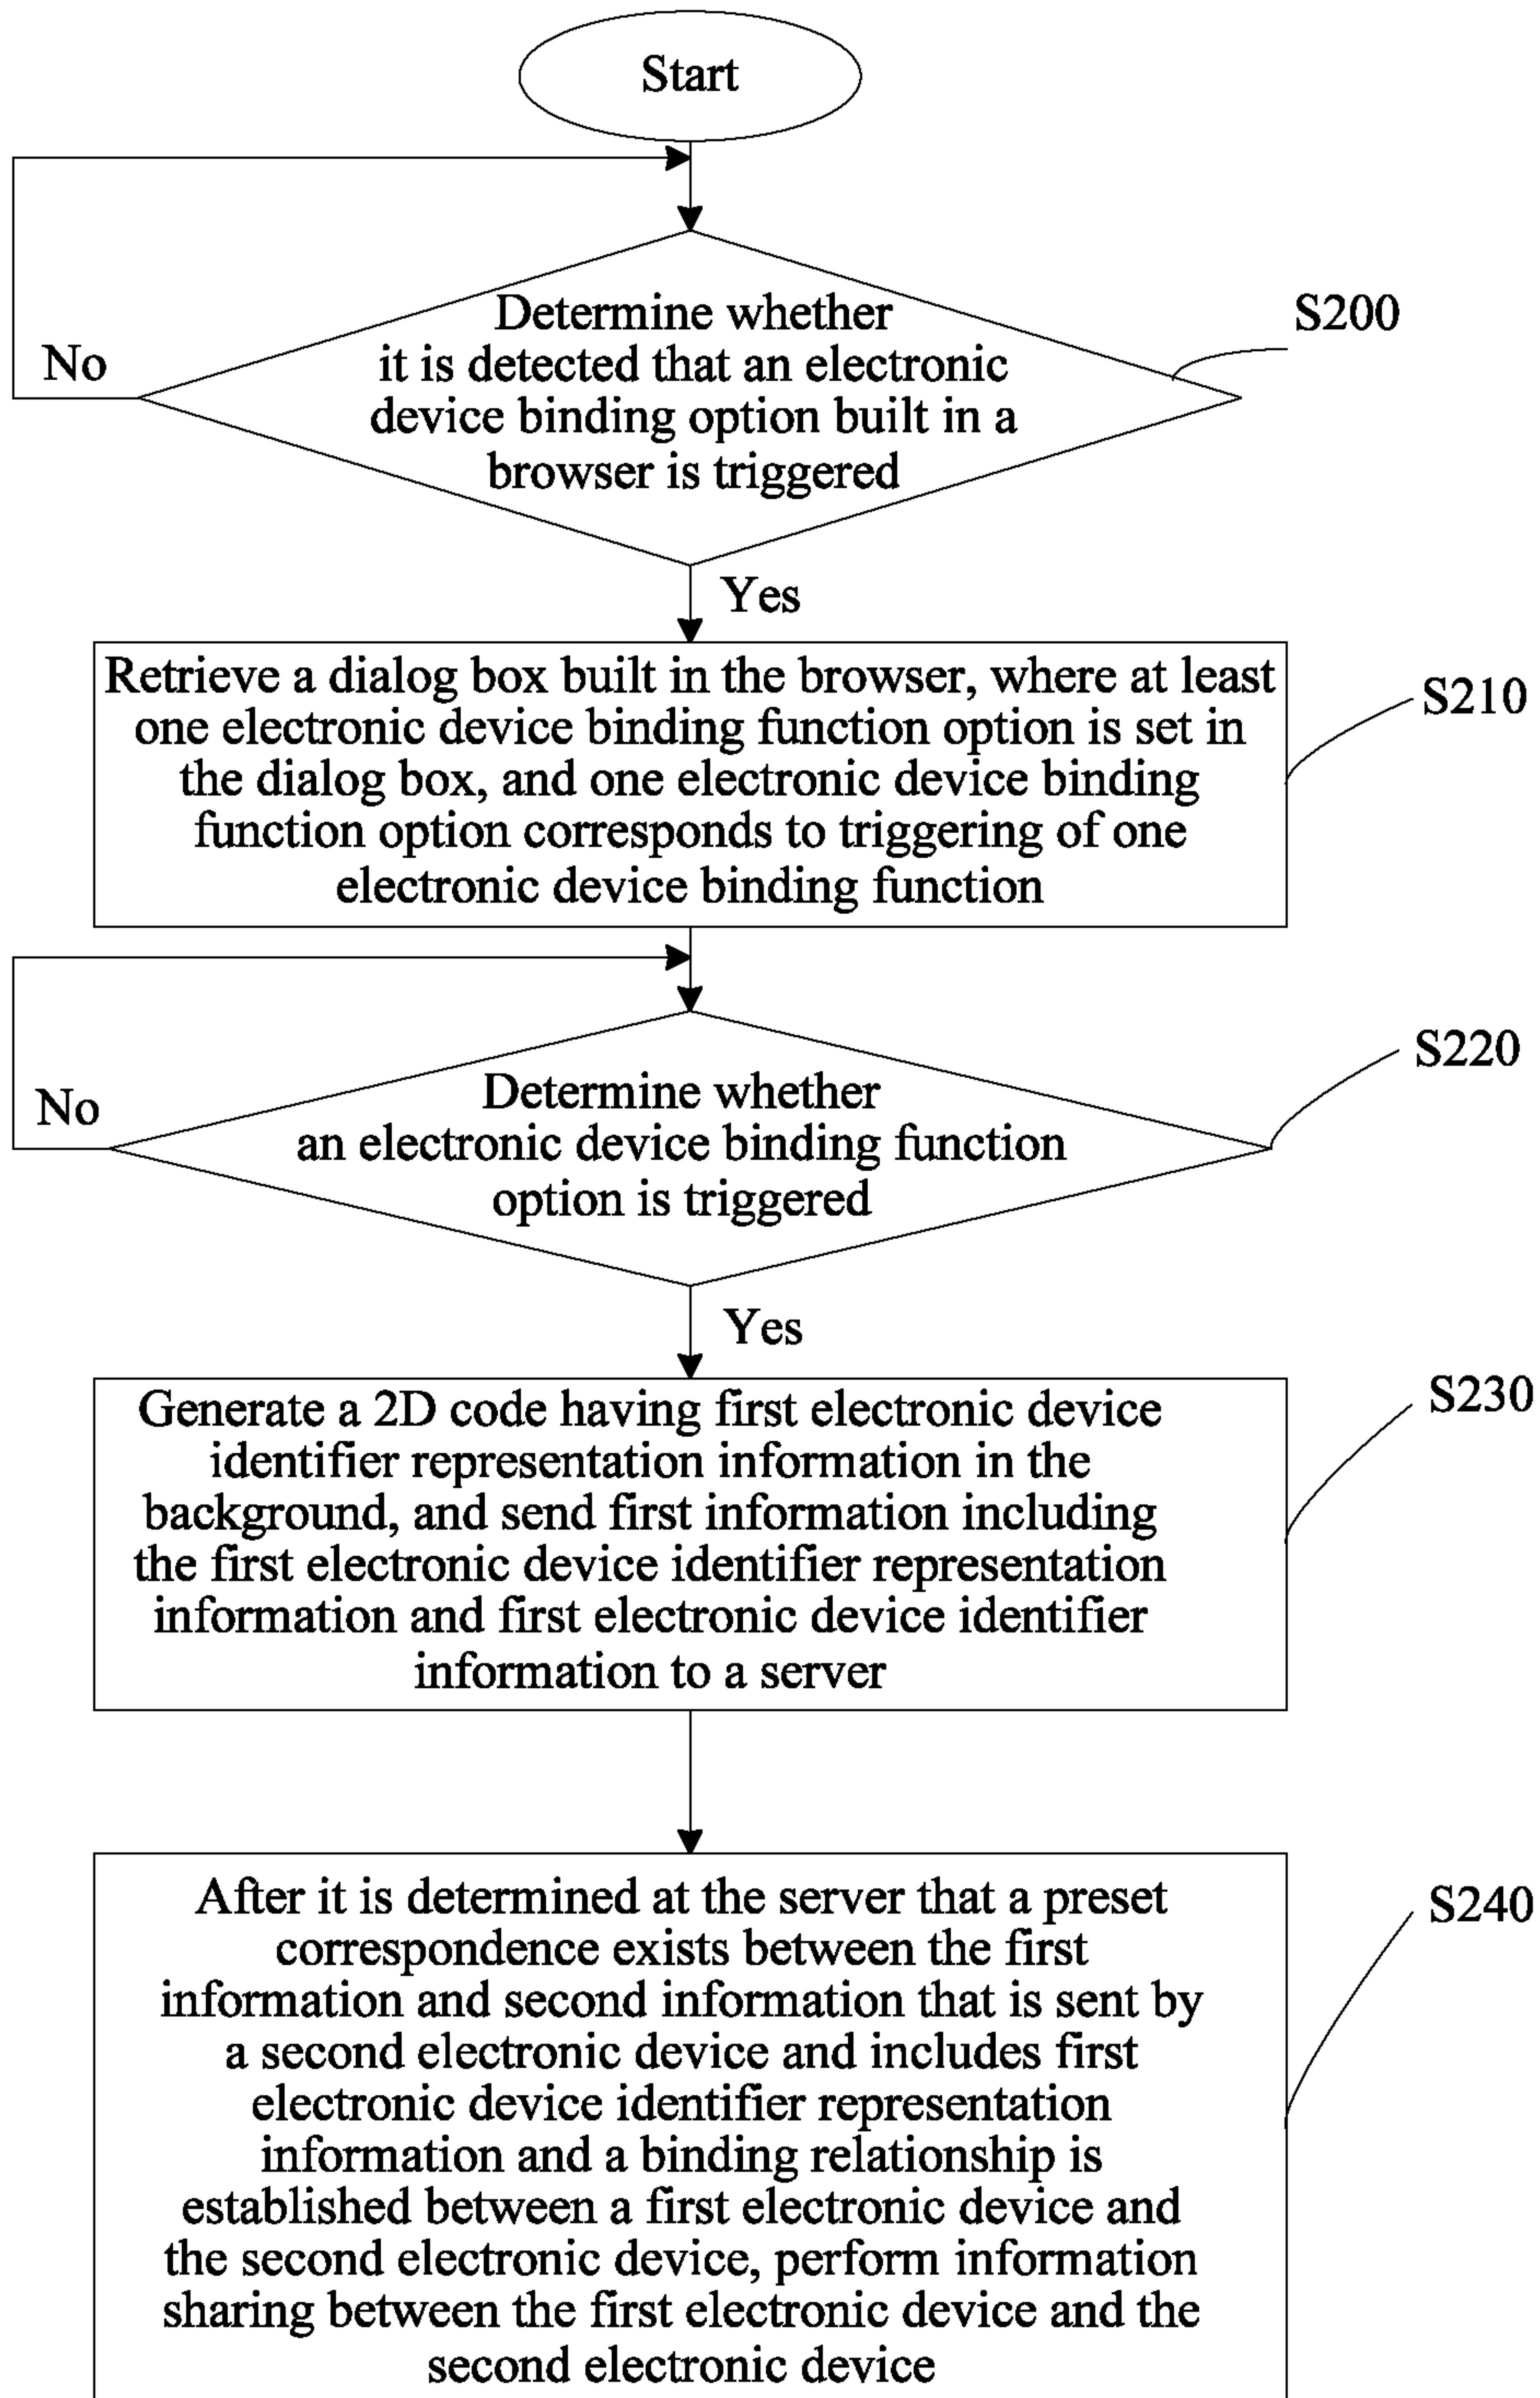 Start
Determine whether
it is detected that an electronic
device binding option built in a
browser is triggered
S200
No
Yes
Retrieve a dialog box built in the browser, where at least
one electronic device binding function option is set in
the dialog box, and one electronic device binding
function option corresponds to triggering of one
electronic device binding function
S210
Determine whether
an electronic device binding function
option is triggered
S220
No
Yes
Generate a 2D code having first electronic device
identifier representation information in the
background, and send first information including
the first electronic device identifier representation
information and first electronic device identifier
information to a server
S230
After it is determined at the server that a preset
correspondence exists between the first
information and second information that is sent by
a second electronic device and includes first
electronic device identifier representation
information and a binding relationship is
established between a first electronic device and
the second electronic device, perform information
sharing between the first electronic device and the
second electronic device
S240